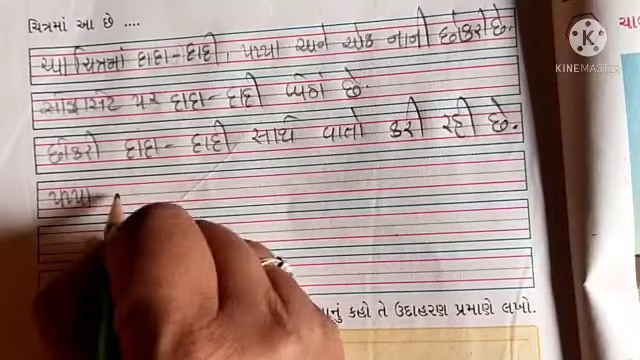 ચિત્રમાં આ છે ....
આ ચિત્રમાં દાદા-દાદી, પપ્પા અને એક નાની છોકરી છે.
સોફાસેટ પર દાદા-દાદી બેઠાં છે.
છોકરી દાદા-દાદી સાથે વાતો કરી રહી છે.
પપ્પા
વાનું કહો તે ઉદાહરણ પ્રમાણે લખો.
KINEMASTER